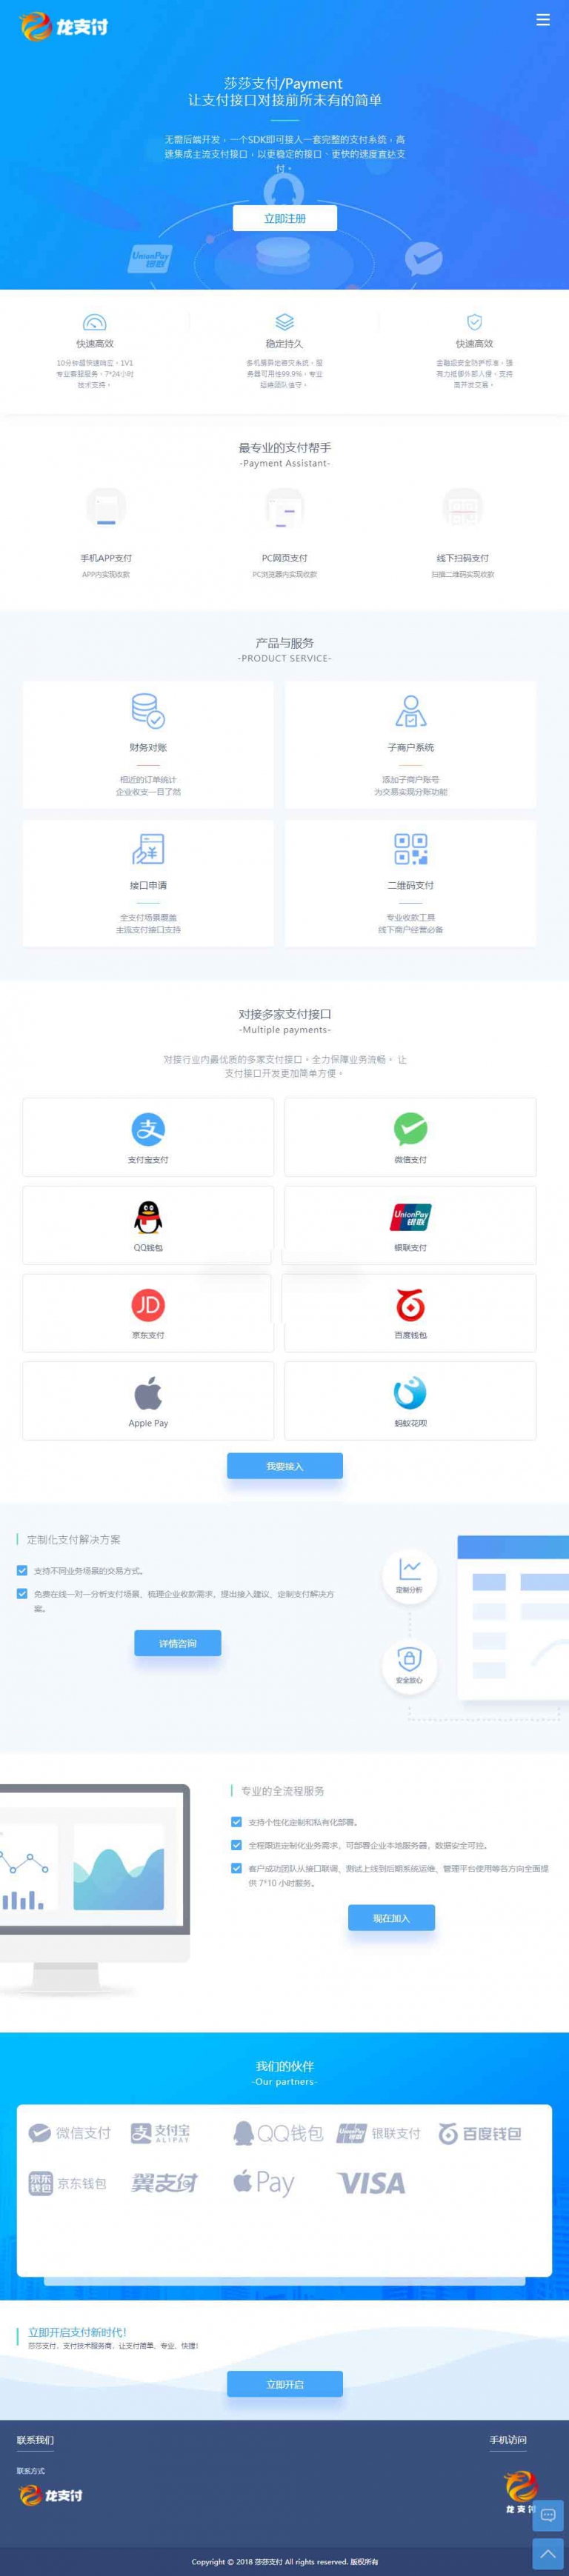 龙支付
莎莎支付/Payment
让支付接口对接前所未有的简单
无需后端开发，一个SDK即可接入一套完整的支付系统，高
速集成主流支付接口，以更稳定的接口、更快的速度直达支
付。
立即注册
UnionPay
银联
快速高效
稳定持久
快速高效
10分钟超快速响应，1V1
专业客服服务，7*24小时
技术支持。
多机房异地容灾系统，服
务器可用性99.9%，专业
运维团队值守。
金融级安全防护标准，强
有力抵御外部入侵，支持
高并发交易。
最专业的支付帮手
-Payment Assistant-
手机APP支付
PC网页支付
线下扫码支付
APP内实现收款
PC浏览器内实现收款
扫描二维码实现收款
产品与服务
-PRODUCT SERVICE-
财务对账
子商户系统
相近的订单统计
企业收支一目了然
添加子商户账号
为交易实现分账功能
接口申请
二维码支付
全支付场景覆盖
主流支付接口支持
专业收款工具
线下商户经营必备
对接多家支付接口
-Multiple payments-
对接行业内最优质的多家支付接口，全力保障业务流畅。 让
支付接口开发更加简单方便。
支
支付宝支付
微信支付
UnionPay
银联
QQ钱包
银联支付
JD
京东支付
百度钱包
Apple Pay
蚂蚁花呗
我要接入
定制化支付解决方案
支持不同业务场景的交易方式。
免费在线一对一分析支付场景，梳理企业收款需求，提出接入建议，定制支付解决方
案。
详情咨询
定制分析
安全放心
专业的全流程服务
支持个性化定制和私有化部署。
全程跟进定制化业务需求，可部署企业本地服务器，数据安全可控。
客户成功团队从接口联调，测试上线到后期系统运维、管理平台使用等各方向全面提
供 7*10 小时服务。
现在加入
我们的伙伴
-Our partners-
微信支付
支 支付宝
ALIPAY
QQ钱包
UnionPay 银联 银联支付
百度钱包
京东钱包 京东钱包
翼支付
Pay
VISA
立即开启支付新时代！
莎莎支付、支付技术服务商，让支付简单、专业、快捷！
立即开启
联系我们
手机访问
联系方式
龙支付
龙支付
Copyright © 2018 莎莎支付 All rights reserved. 版权所有